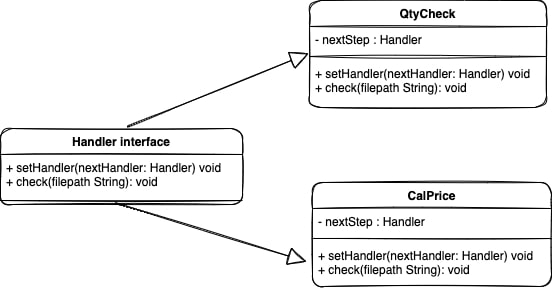 QtyCheck
- nextStep : Handler
+ setHandler(nextHandler: Handler) void
+ check(filepath String): void
Handler interface
+ setHandler(nextHandler: Handler) void
+ check(filepath String): void
CalPrice
- nextStep : Handler
+ setHandler(nextHandler: Handler) void
+ check(filepath String): void